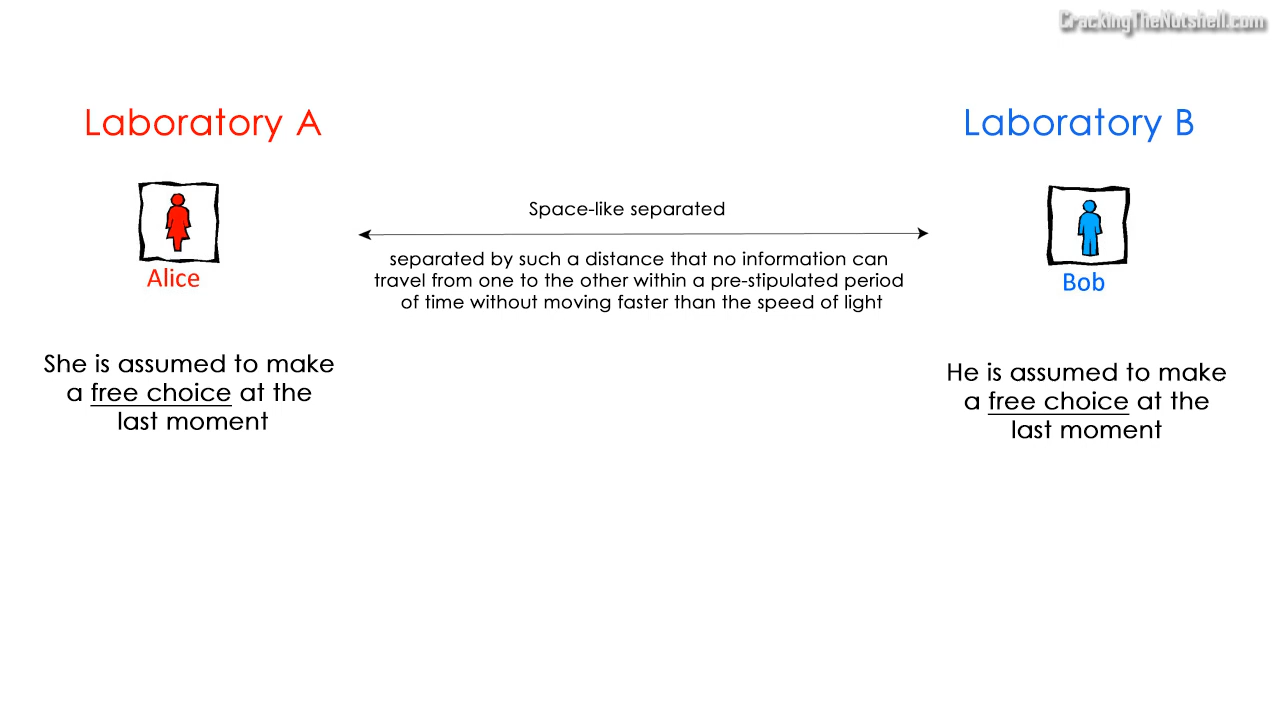 CrackingTheNutshell.com
Laboratory A
Laboratory B
Space-like separated
separated by such a distance that no information can
travel from one to the other within a pre-stipulated period
of time without moving faster than the speed of light
Alice
Bob
She is assumed to make
a free choice at the
last moment
He is assumed to make
a free choice at the
last moment